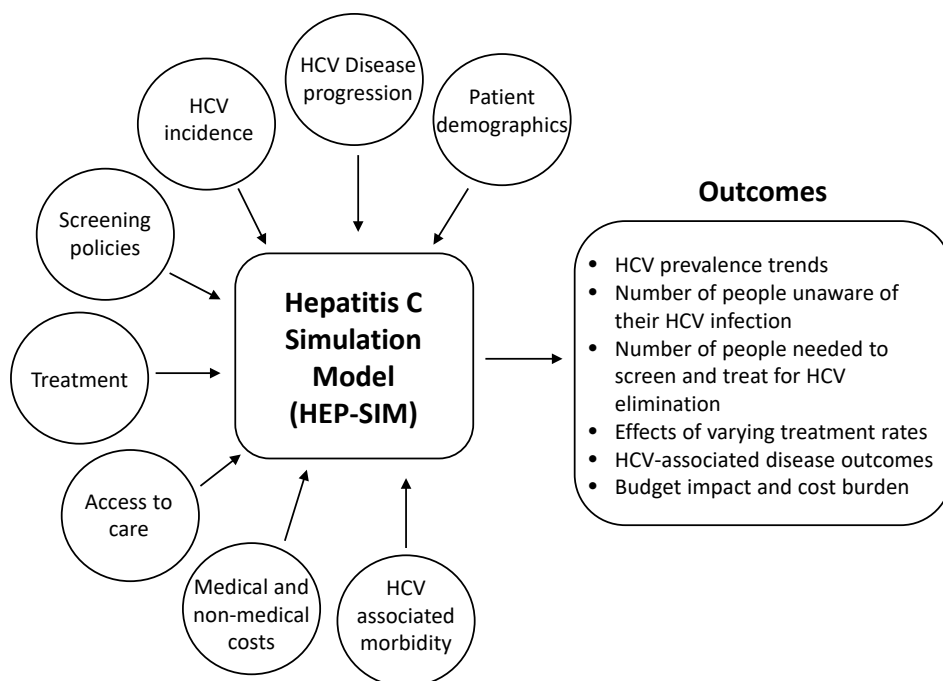 HCV Disease
progression
HCV
incidence
Patient
demographics
Screening
policies
Treatment
Access to
care
Medical and
non-medical
costs
HCV
associated
morbidity
Hepatitis C
Simulation
Model
(HEP-SIM)
Outcomes
• HCV prevalence trends
• Number of people unaware of
their HCV infection
• Number of people needed to
screen and treat for HCV
elimination
• Effects of varying treatment rates
• HCV-associated disease outcomes
• Budget impact and cost burden